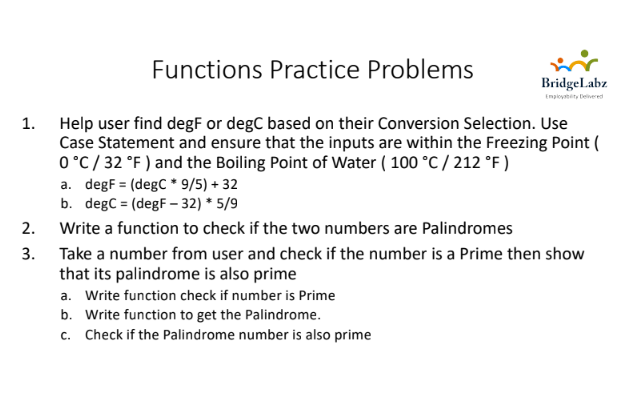 Functions Practice Problems
BridgeLabz
Employability Delivered
1. Help user find degF or degC based on their Conversion Selection. Use
Case Statement and ensure that the inputs are within the Freezing Point (
0 °C / 32 °F ) and the Boiling Point of Water ( 100 °C / 212 °F )
a. degF = (degC * 9/5) + 32
b. degC = (degF – 32) * 5/9
2. Write a function to check if the two numbers are Palindromes
3. Take a number from user and check if the number is a Prime then show
that its palindrome is also prime
a. Write function check if number is Prime
b. Write function to get the Palindrome.
c. Check if the Palindrome number is also prime